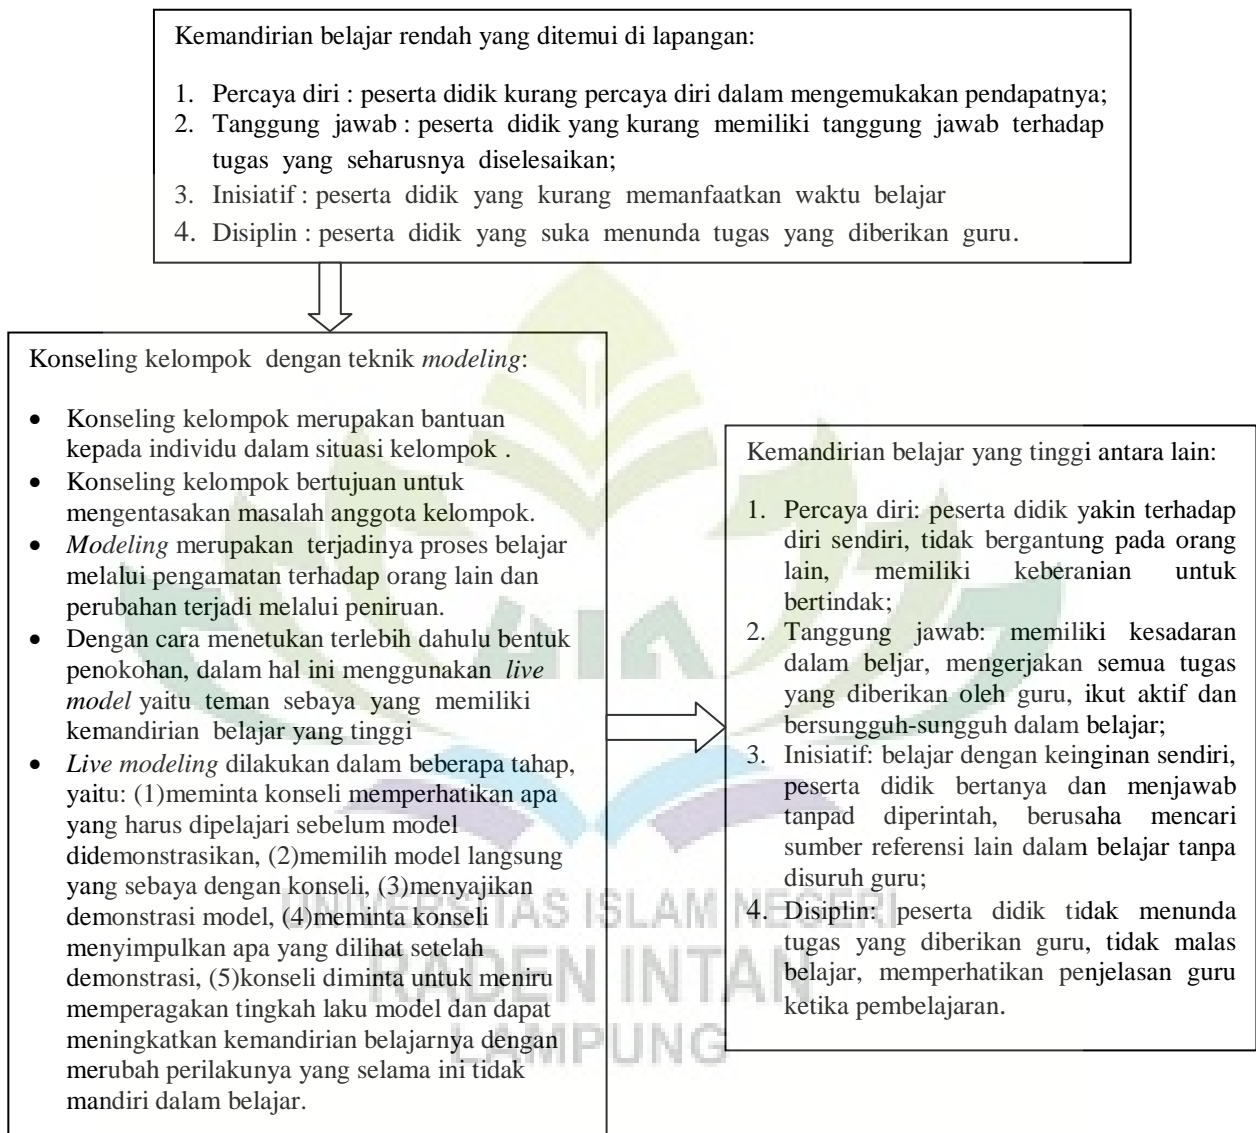 Kemandirian belajar rendah yang ditemui di lapangan:
1. Percaya diri : peserta didik kurang percaya diri dalam mengemukakan pendapatnya;
2. Tanggung jawab : peserta didik yang kurang memiliki tanggung jawab terhadap
tugas yang seharusnya diselesaikan;
3. Inisiatif : peserta didik yang kurang memanfaatkan waktu belajar
4. Disiplin : peserta didik yang suka menunda tugas yang diberikan guru.
Konseling kelompok dengan teknik modeling:
• Konseling kelompok merupakan bantuan
kepada individu dalam situasi kelompok .
• Konseling kelompok bertujuan untuk
mengentasakan masalah anggota kelompok.
• Modeling merupakan terjadinya proses belajar
melalui pengamatan terhadap orang lain dan
perubahan terjadi melalui peniruan.
• Dengan cara menetukan terlebih dahulu bentuk
penokohan, dalam hal ini menggunakan live
model yaitu teman sebaya yang memiliki
kemandirian belajar yang tinggi
• Live modeling dilakukan dalam beberapa tahap,
yaitu: (1)meminta konseli memperhatikan apa
yang harus dipelajari sebelum model
didemonstrasikan, (2)memilih model langsung
yang sebaya dengan konseli, (3)menyajikan
demonstrasi model, (4)meminta konseli
menyimpulkan apa yang dilihat setelah
demonstrasi, (5)konseli diminta untuk meniru
memperagakan tingkah laku model dan dapat
meningkatkan kemandirian belajarnya dengan
merubah perilakunya yang selama ini tidak
mandiri dalam belajar.
Kemandirian belajar yang tinggi antara lain:
1. Percaya diri: peserta didik yakin terhadap
diri sendiri, tidak bergantung pada orang
lain, memiliki keberanian untuk
bertindak;
2. Tanggung jawab: memiliki kesadaran
dalam beljar, mengerjakan semua tugas
yang diberikan oleh guru, ikut aktif dan
bersungguh-sungguh dalam belajar;
3. Inisiatif: belajar dengan keinginan sendiri,
peserta didik bertanya dan menjawab
tanpad diperintah, berusaha mencari
sumber referensi lain dalam belajar tanpa
disuruh guru;
4. Disiplin: peserta didik tidak menunda
tugas yang diberikan guru, tidak malas
belajar, memperhatikan penjelasan guru
ketika pembelajaran.
UNIVERSITAS ISLAM NEGERI
RADEN INTAN
LAMPUNG